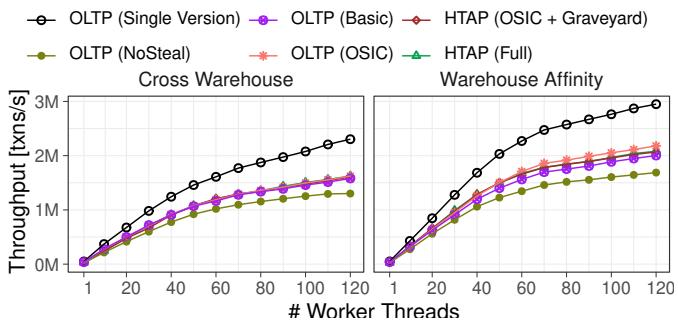 OLTP (Single Version) OLTP (Basic) HTAP (OSIC + Graveyard)
OLTP (NoSteal) OLTP (OSIC) HTAP (Full)
Cross Warehouse Warehouse Affinity
Throughput [txns/s]
3M
2M
1M
0M
1 20 40 60 80 100 120 1 20 40 60 80 100 120
# Worker Threads